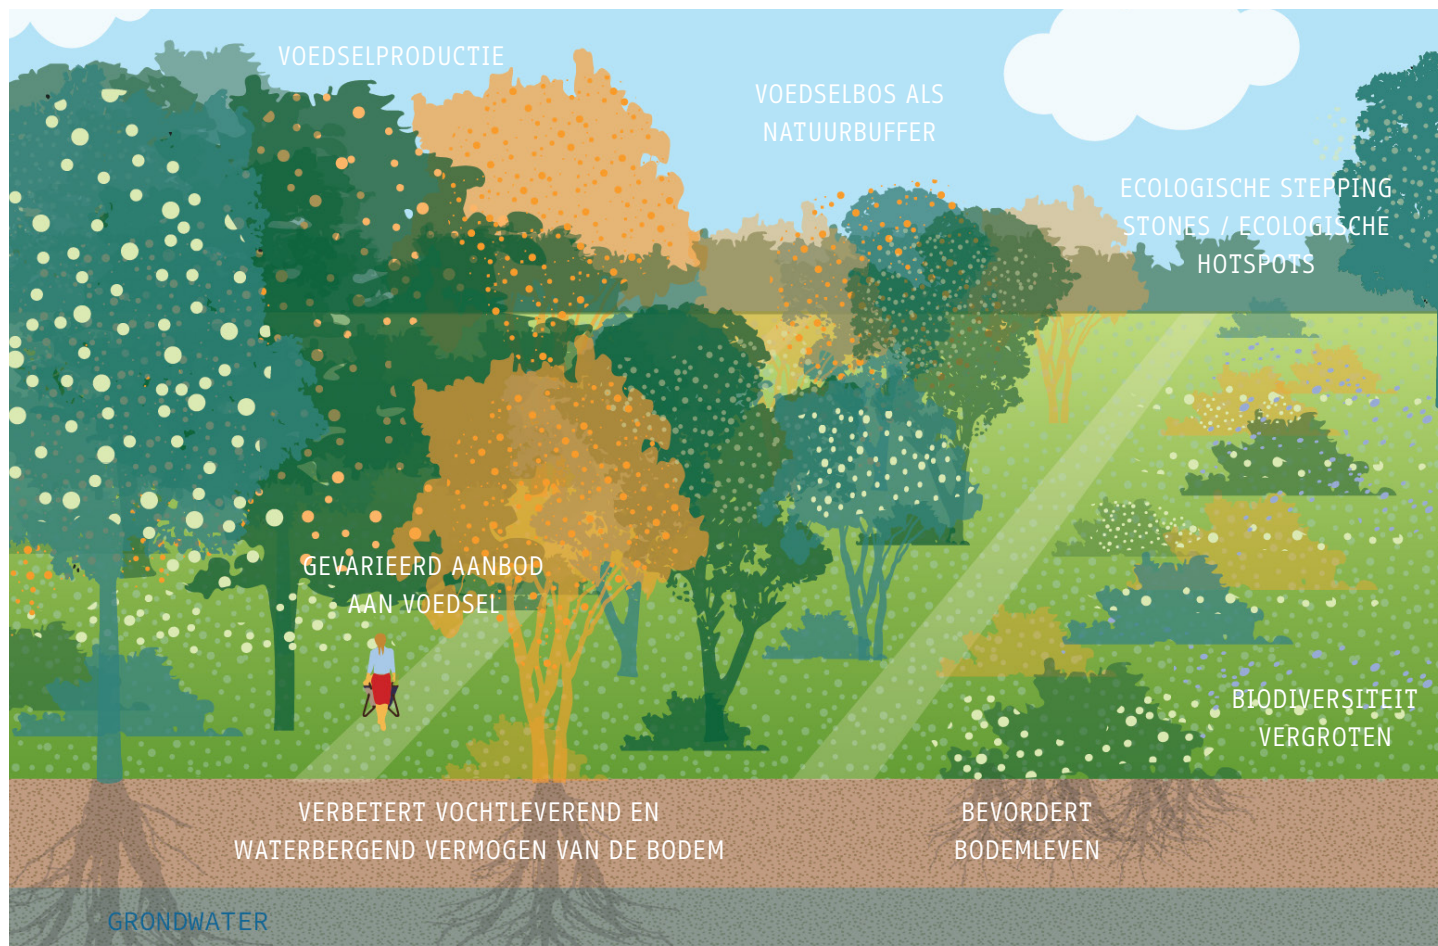 VOEDSELPRODUCTIE
VOEDSELBOS ALS
NATUURBUFFER
ECOLOGISCHE STEPPING
STONES / ECOLOGISCHE
HOTSPOTS
GEVARIEERD AANBOD
AAN VOEDSEL
BIODIVERSITEIT
VERGROTEN
VERBETERT VOCHTLEVEREND EN
WATERBERGEND VERMOGEN VAN DE BODEM
BEVORDERT
BODEMLEVEN
GRONDWATER